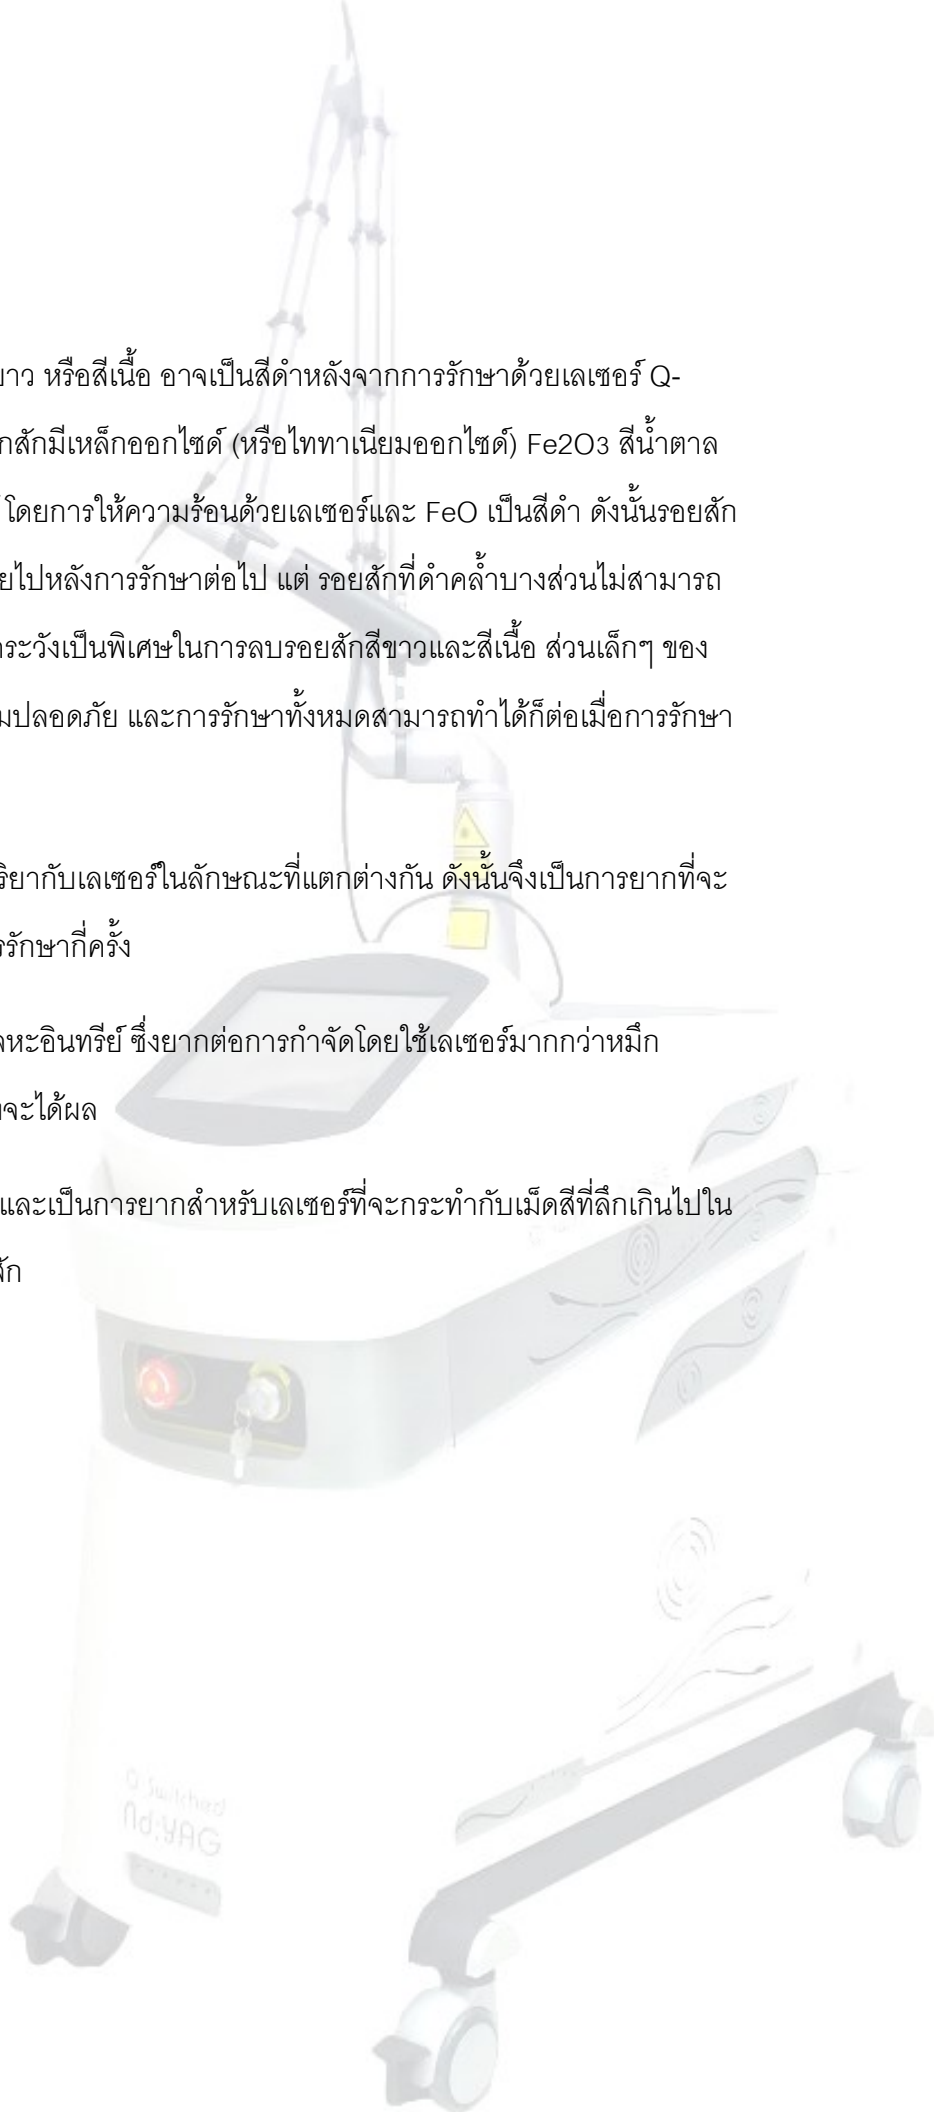 ขาว หรือสีเนื้อ อาจเป็นสีดำหลังจากการรักษาด้วยเลเซอร์ Q-
กสักมีเหล็กออกไซด์ (หรือไททาเนียมออกไซด์) Fe2O3 สีน้ำตาล
โดยการให้ความร้อนด้วยเลเซอร์และ FeO เป็นสีดำ ดังนั้นรอยสัก
ยไปหลังการรักษาต่อไป แต่ รอยสักที่ดำคล้ำบางส่วนไม่สามารถ
ระวังเป็นพิเศษในการลบรอยสักสีขาวและสีเนื้อ ส่วนเล็กๆ ของ
มปลอดภัย และการรักษาทั้งหมดสามารถทำได้ก็ต่อเมื่อการรักษา
ริยากับเลเซอร์ในลักษณะที่แตกต่างกัน ดังนั้นจึงเป็นการยากที่จะ
รรักษากี่ครั้ง
ลหะอินทรีย์ ซึ่งยากต่อการกำจัดโดยใช้เลเซอร์มากกว่าหมึก
จะได้ผล
และเป็นการยากสำหรับเลเซอร์ที่จะกระทำกับเม็ดสีที่ลึกเกินไปใน
สัก
Q Switched
Nd:YAG